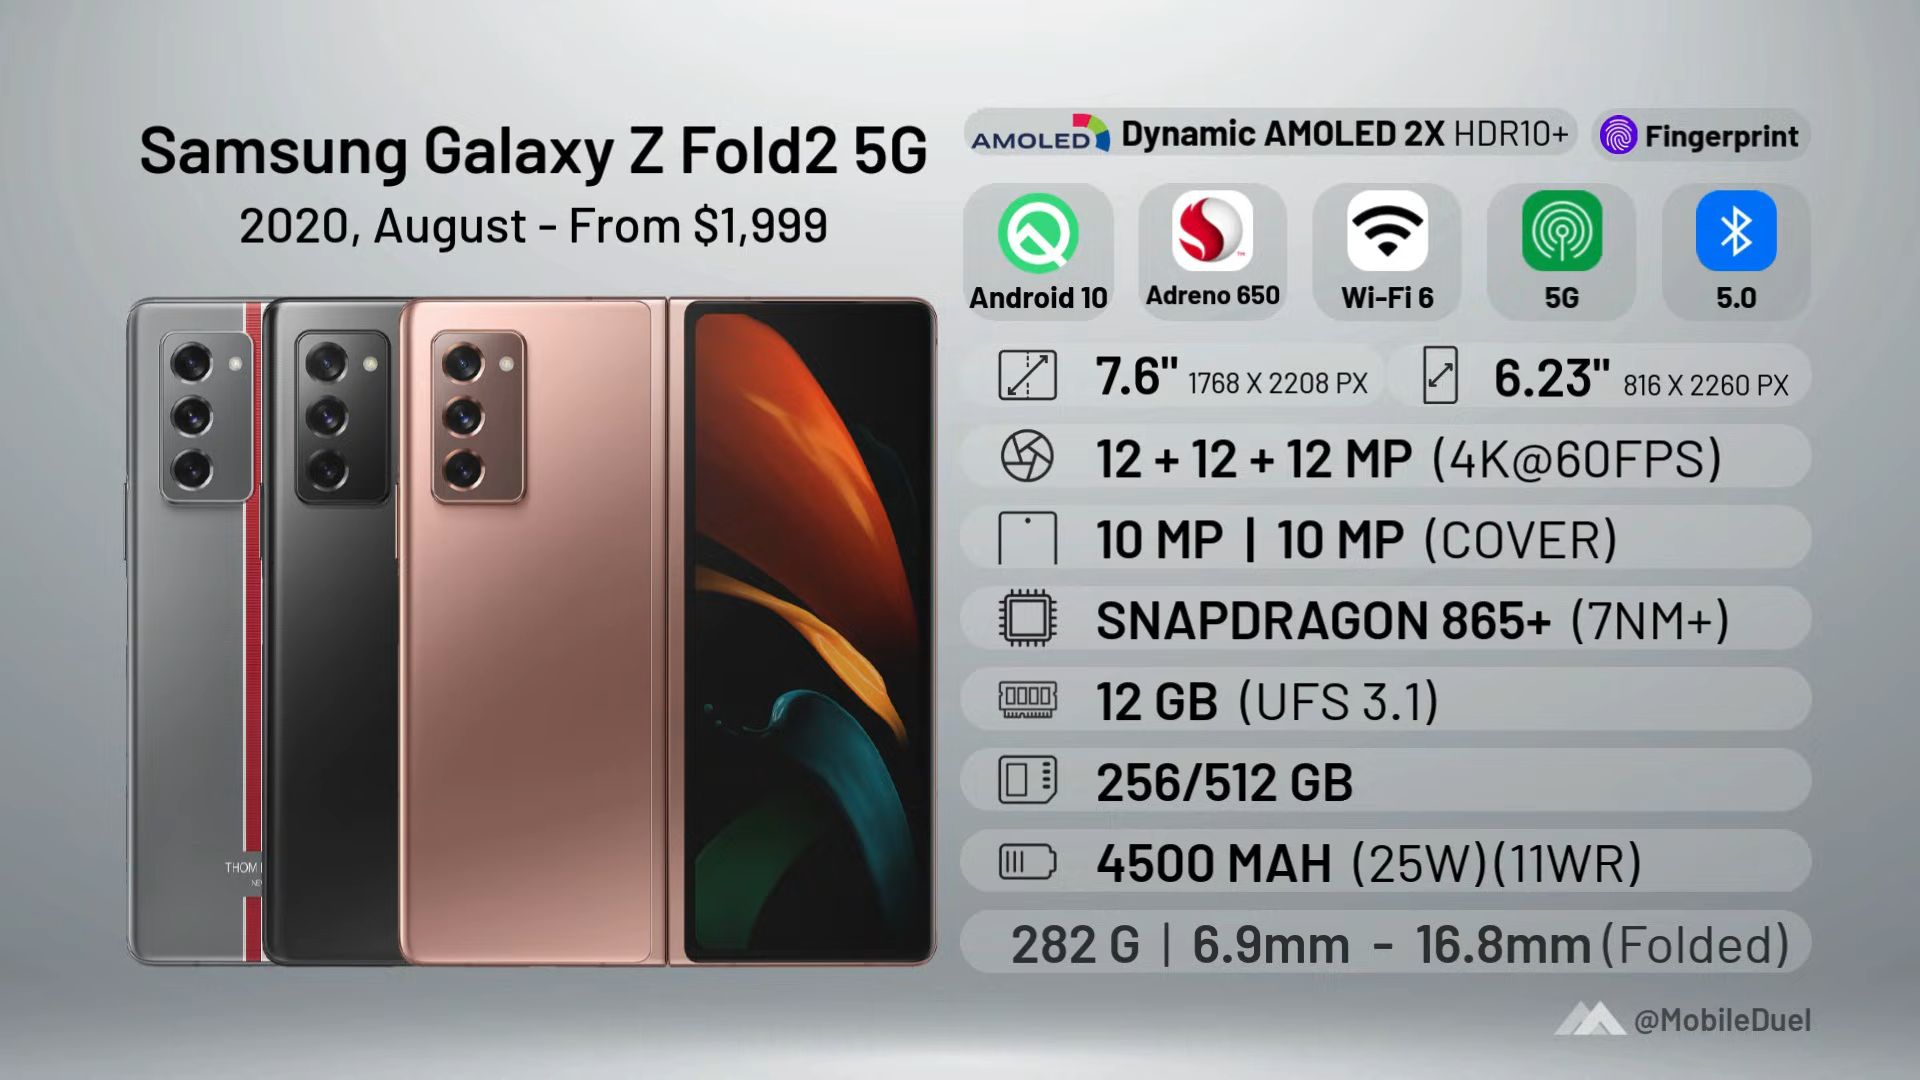 Samsung Galaxy Z Fold2 5G
2020, August - From $1,999
THOM
NE
AMOLED Dynamic AMOLED 2X HDR10+
Fingerprint
Android 10
Adreno 650
Wi-Fi 6
5G
5.0
7.6" 1768 X 2208 PX
6.23" 816 X 2260 PX
12 + 12 + 12 MP (4K@60FPS)
10 MP | 10 MP (COVER)
SNAPDRAGON 865+ (7NM+)
12 GB (UFS 3.1)
256/512 GB
4500 MAH (25W)(11WR)
282 G | 6.9mm - 16.8mm (Folded)
@MobileDuel